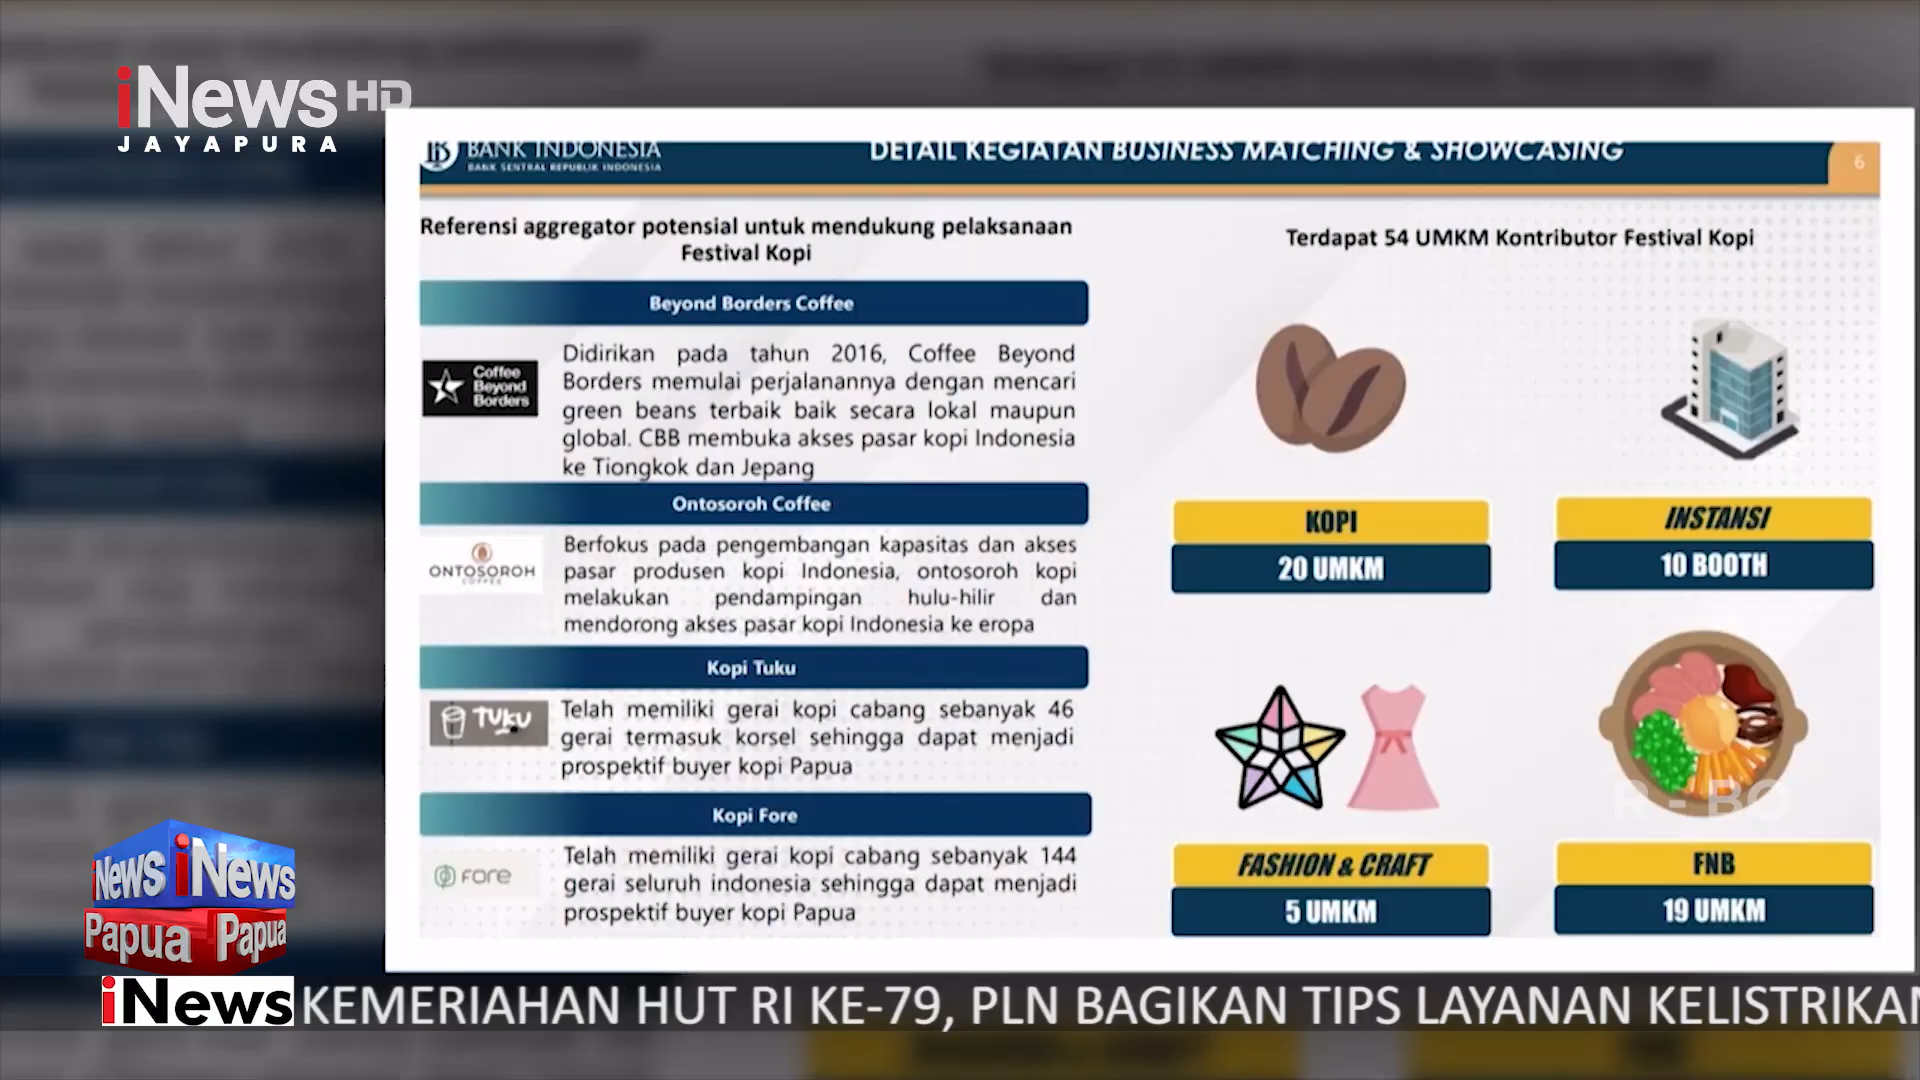 iNews HD
JAYAPURA
BANK INDONESIA
BANK SENTRAL REPUBLIK INDONESIA
DETAIL KEGIATAN BUSINESS MATCHING & SHOWCASING
6
Referensi aggregator potensial untuk mendukung pelaksanaan
Festival Kopi
Beyond Borders Coffee
Coffee
Beyond
Borders
Didirikan pada tahun 2016, Coffee Beyond
Borders memulai perjalanannya dengan mencari
green beans terbaik baik secara lokal maupun
global. CBB membuka akses pasar kopi Indonesia
ke Tiongkok dan Jepang
Ontosoroh Coffee
ONTOSOROH
COFFEE
Berfokus pada pengembangan kapasitas dan akses
pasar produsen kopi Indonesia, ontosoroh kopi
melakukan pendampingan hulu-hilir dan
mendorong akses pasar kopi Indonesia ke eropa
Kopi Tuku
TUKU
Telah memiliki gerai kopi cabang sebanyak 46
gerai termasuk korsel sehingga dapat menjadi
prospektif buyer kopi Papua
Kopi Fore
FORE
Telah memiliki gerai kopi cabang sebanyak 144
gerai seluruh indonesia sehingga dapat menjadi
prospektif buyer kopi Papua
Terdapat 54 UMKM Kontributor Festival Kopi
KOPI
20 UMKM
INSTANSI
10 BOOTH
FASHION & CRAFT
5 UMKM
R - BO
FNB
19 UMKM
iNews iNews
Papua Papua
iNews
KEMERIAHAN HUT RI KE-79, PLN BAGIKAN TIPS LAYANAN KELISTRIKAN